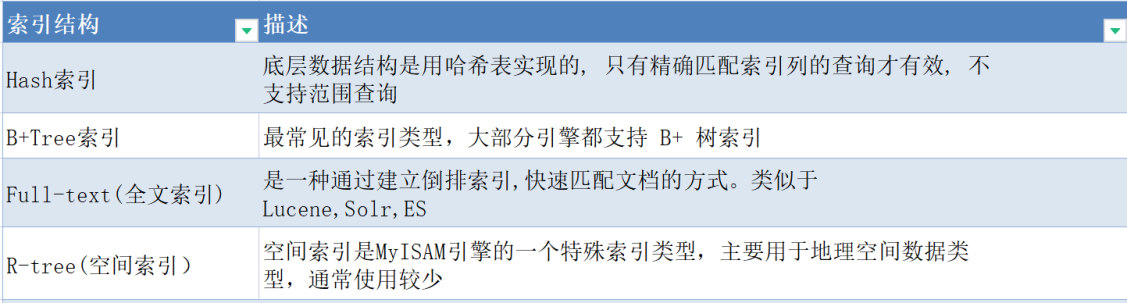 索引结构 描述
Hash索引 底层数据结构是用哈希表实现的, 只有精确匹配索引列的查询才有效, 不
支持范围查询
B+Tree索引 最常见的索引类型，大部分引擎都支持 B+ 树索引
Full-text(全文索引) 是一种通过建立倒排索引,快速匹配文档的方式。类似于
Lucene,Solr,ES
R-tree(空间索引） 空间索引是MyISAM引擎的一个特殊索引类型，主要用于地理空间数据类
型，通常使用较少